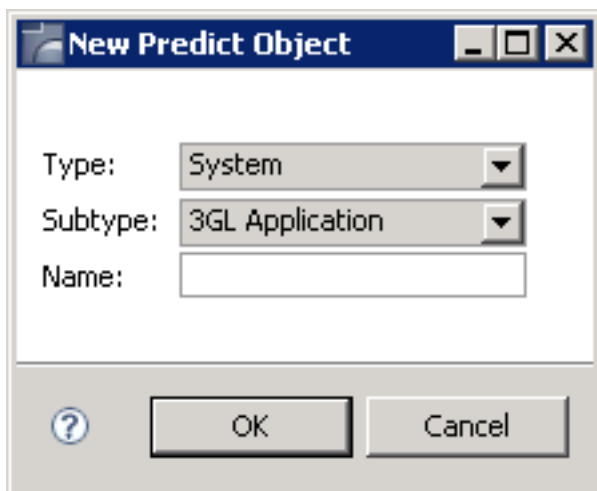 New Predict Object
Type: System
Subtype: 3GL Application
Name:
? OK Cancel